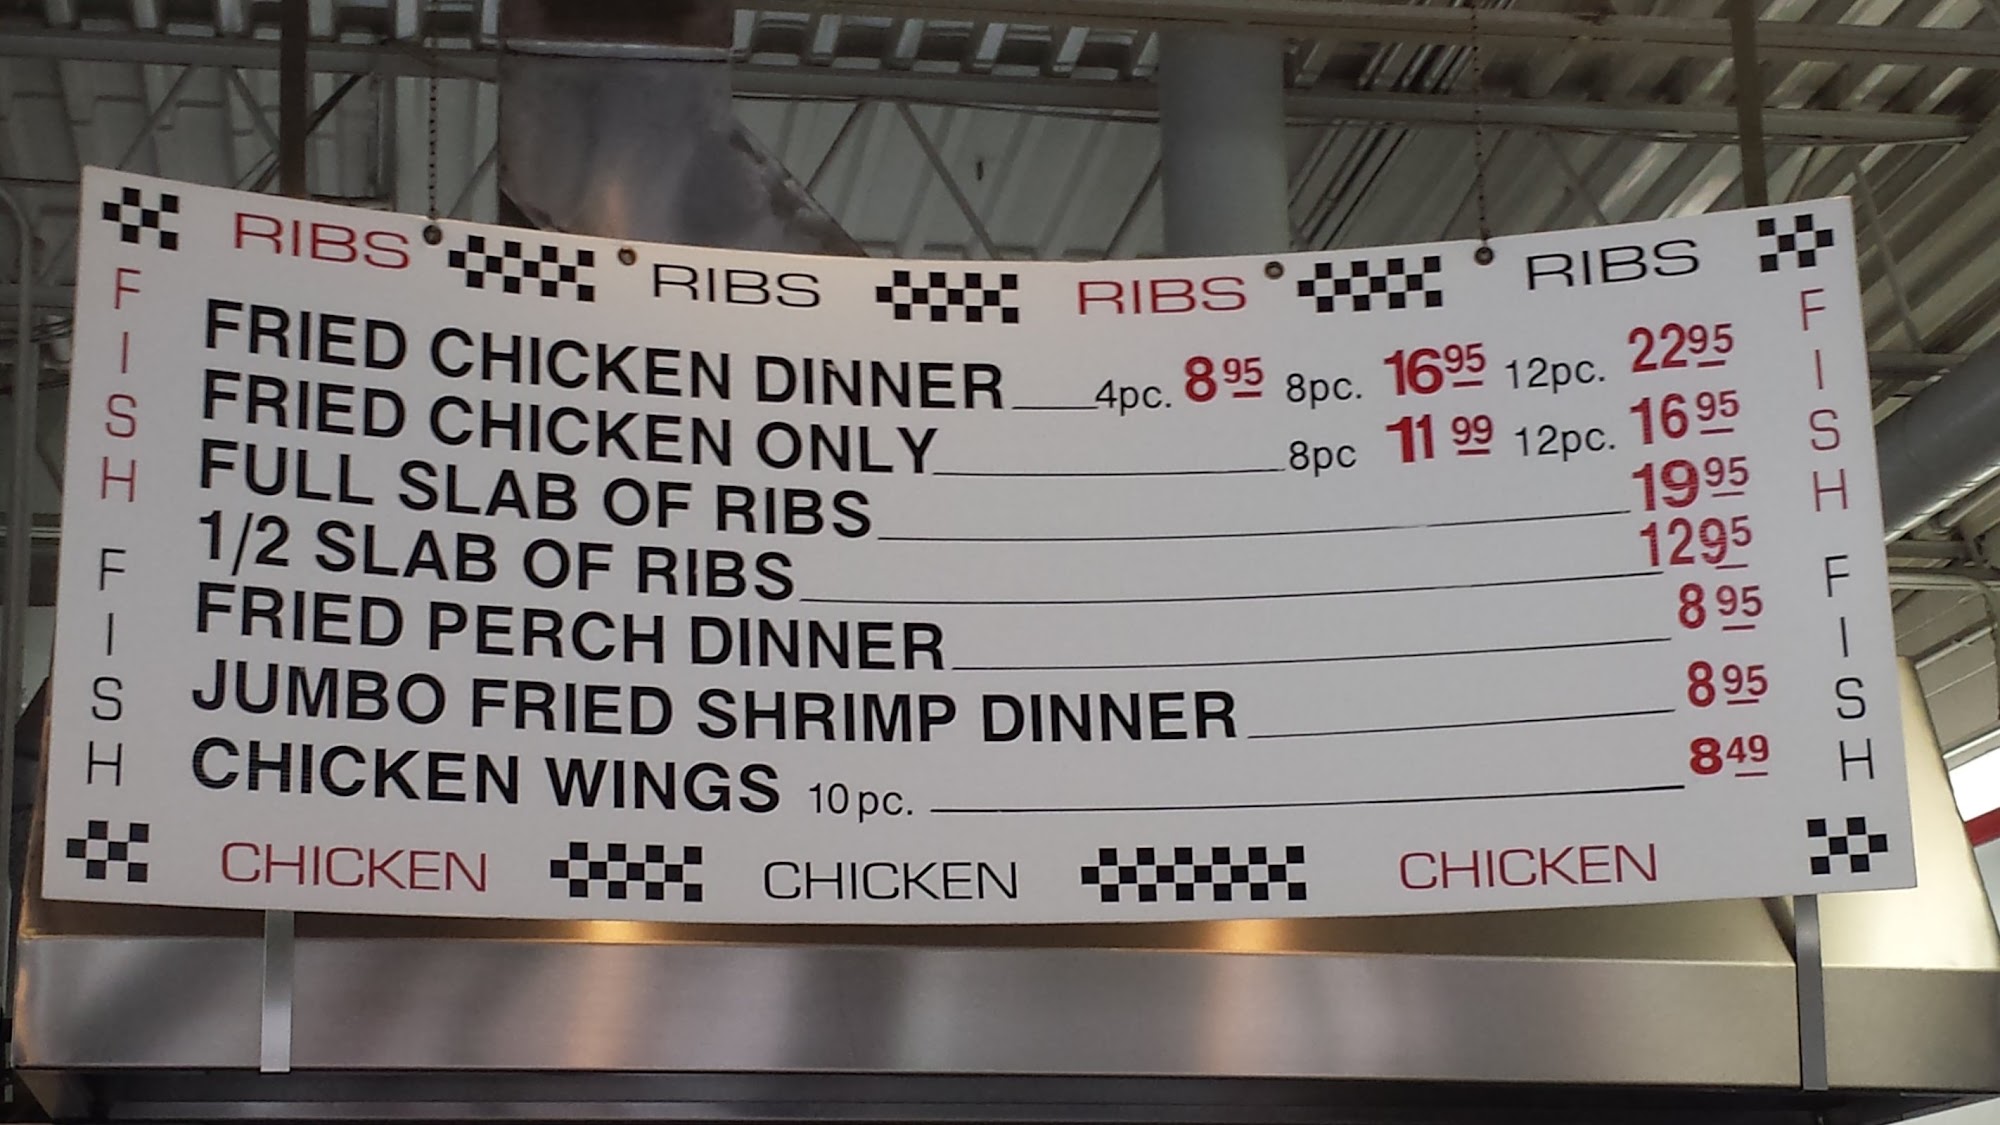 RIBS RIBS RIBS RIBS
FRIED CHICKEN DINNER 4pc. 8 95 8pc. 16 95 12pc. 22 95
FRIED CHICKEN ONLY 8pc 11 99 12pc. 16 95
FULL SLAB OF RIBS 19 95
1/2 SLAB OF RIBS 12 95
FRIED PERCH DINNER 8 95
JUMBO FRIED SHRIMP DINNER 8 95
CHICKEN WINGS 10 pc. 8 49
CHICKEN CHICKEN CHICKEN
FISH FISH
FISH FISH